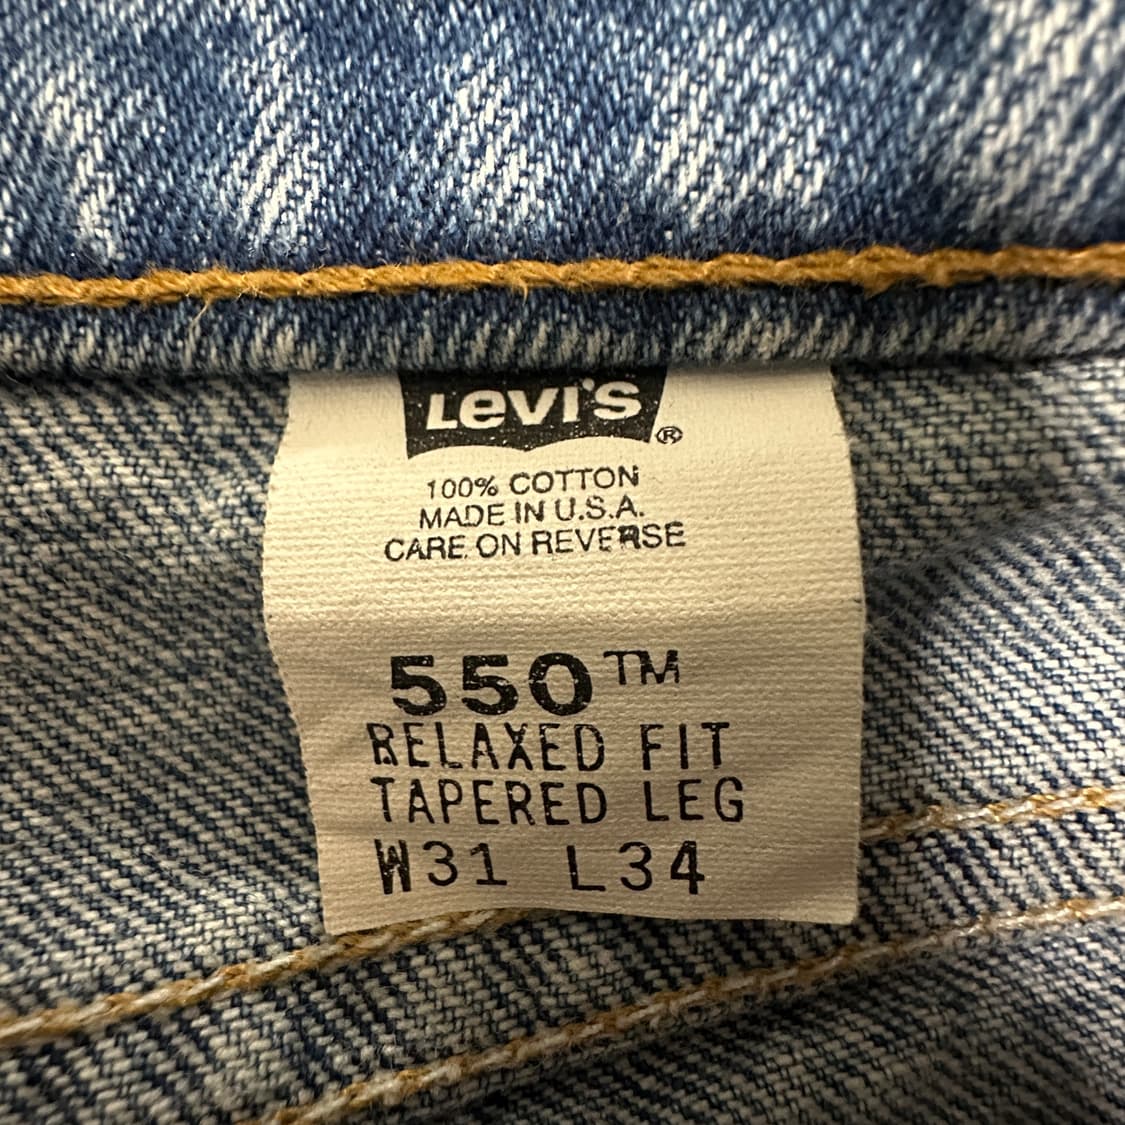 Levi's®
100% COTTON
MADE IN U.S.A.
CARE ON REVERSE
550™
RELAXED FIT
TAPERED LEG
W31 L34